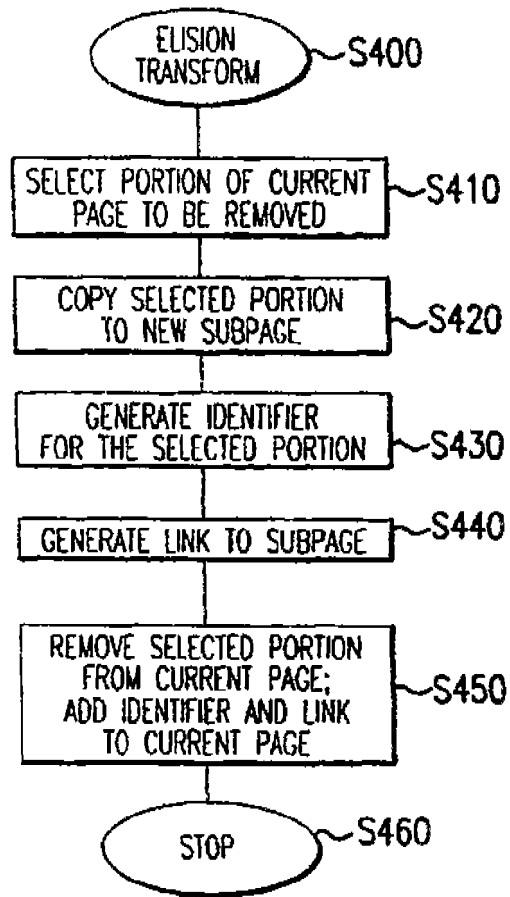 ELISION
TRANSFORM
S400
SELECT PORTION OF CURRENT
PAGE TO BE REMOVED
S410
COPY SELECTED PORTION
TO NEW SUBPAGE
S420
GENERATE IDENTIFIER
FOR THE SELECTED PORTION
S430
GENERATE LINK TO SUBPAGE
S440
REMOVE SELECTED PORTION
FROM CURRENT PAGE;
ADD IDENTIFIER AND LINK
TO CURRENT PAGE
S450
STOP
S460